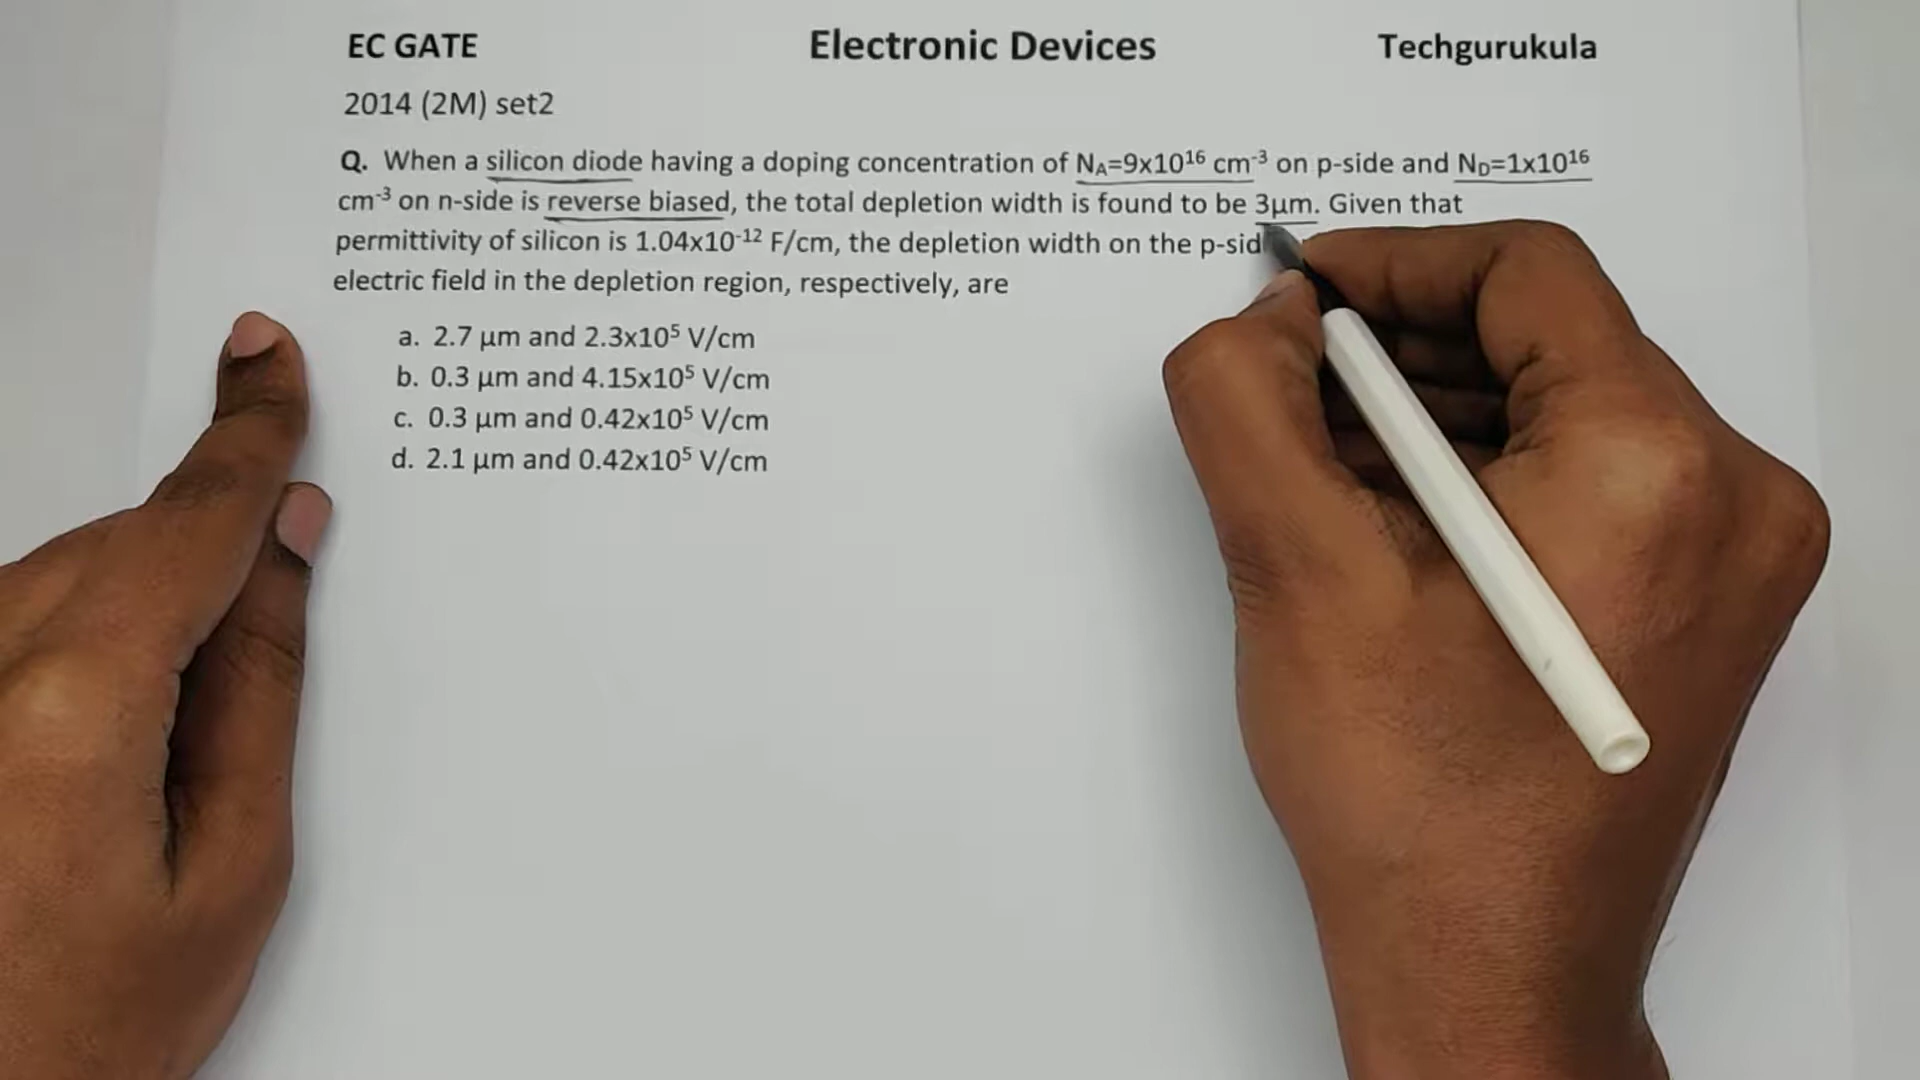 EC GATE Electronic Devices Techgurukula
2014 (2M) set2
Q. When a silicon diode having a doping concentration of N_A=9x10¹⁶ cm⁻³ on p-side and N_D=1x10¹⁶
cm⁻³ on n-side is reverse biased, the total depletion width is found to be 3μm. Given that
permittivity of silicon is 1.04x10⁻¹² F/cm, the depletion width on the
electric field in the depletion region, respectively, are
a. 2.7 μm and 2.3x10⁵ V/cm
b. 0.3 μm and 4.15x10⁵ V/cm
c. 0.3 μm and 0.42x10⁵ V/cm
d. 2.1 μm and 0.42x10⁵ V/cm